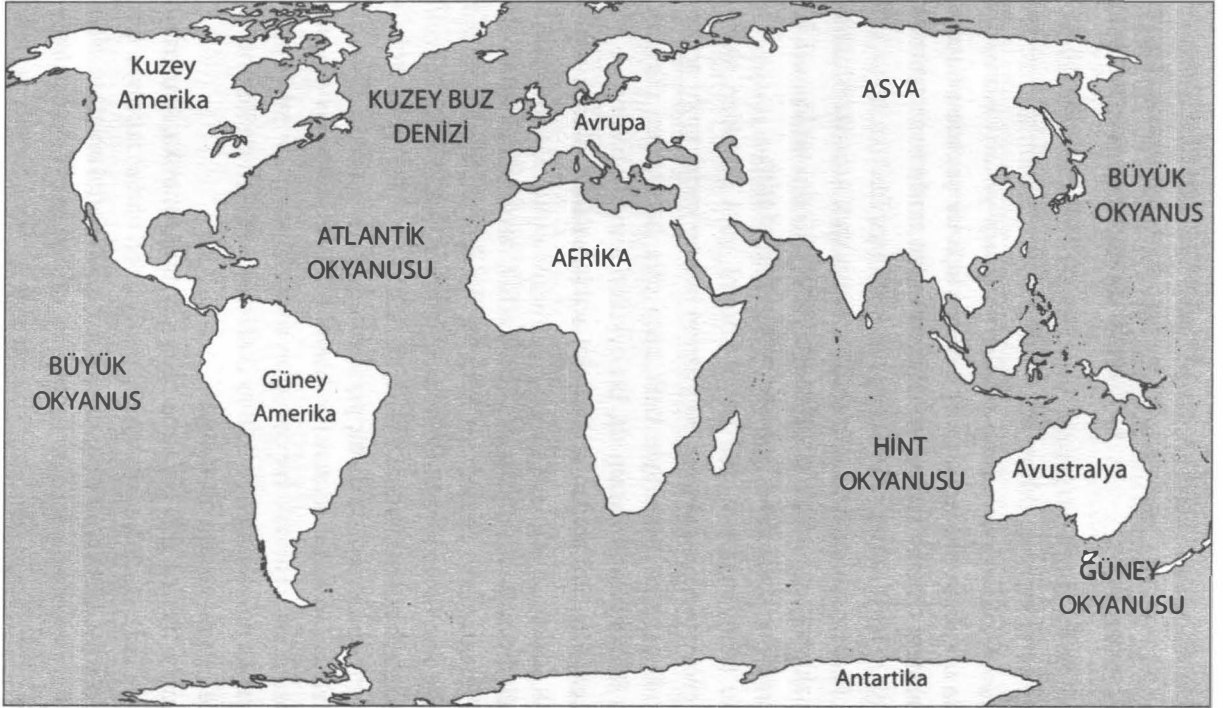 Kuzey
Amerika
KUZEY BUZ
DENİZİ
Avrupa
ASYA
BÜYÜK
OKYANUS
ATLANTİK
OKYANUSU
AFRİKA
BÜYÜK
OKYANUS
Güney
Amerika
HİNT
OKYANUSU
Avustralya
GÜNEY
OKYANUSU
Antartika